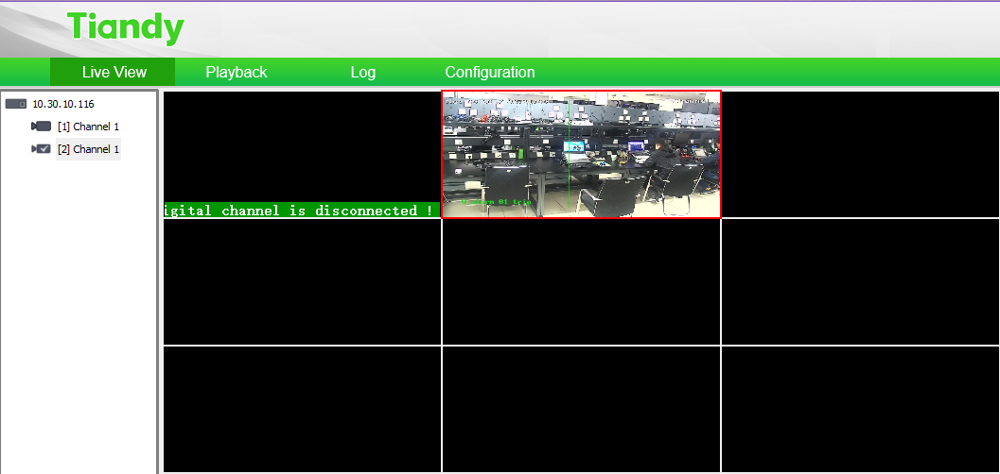 Tiandy
Live View Playback Log Configuration
10.30.10.116
[1] Channel 1
[2] Channel 1
igital channel is disconnected !